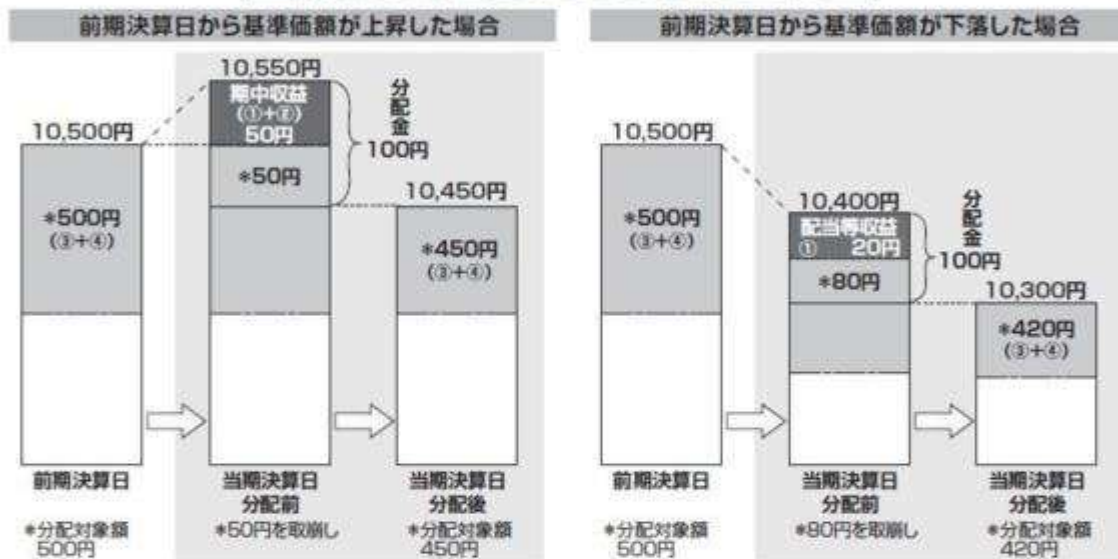 前期決算日から基準価額が上昇した場合
10,550円
期中収益
(①+②)
50円
分配金
100円
10,500円
*500円
(③+④)
*50円
10,450円
*450円
(③+④)
前期決算日
当期決算日
分配前
当期決算日
分配後
*分配対象額
500円
*50円を取崩し
*分配対象額
450円
前期決算日から基準価額が下落した場合
10,500円
*500円
(③+④)
10,400円
配当等収益
① 20円
分配金
100円
*80円
10,300円
*420円
(③+④)
前期決算日
当期決算日
分配前
当期決算日
分配後
*分配対象額
500円
*80円を取崩し
*分配対象額
420円